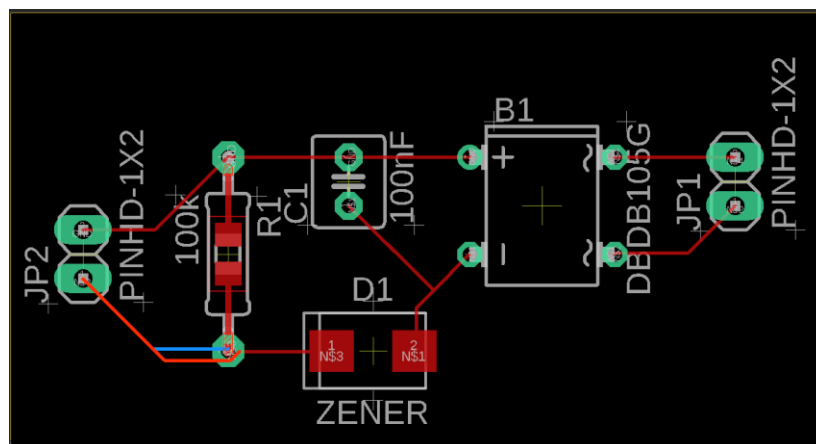 B1
PINHD-1X2
JP1
DBDB105G
+
~
-
~
100nF
C1
R1
100k
PINHD-1X2
JP2
D1
1
N$3
2
N$1
ZENER